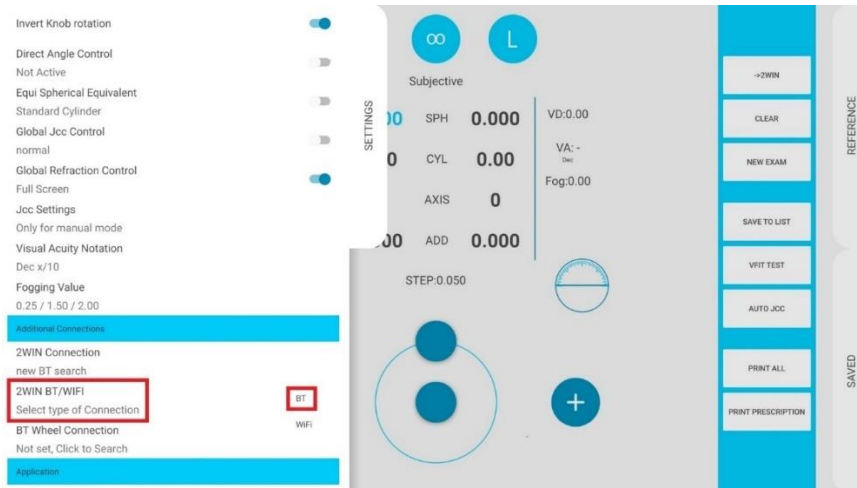 Invert Knob rotation
Direct Angle Control
Not Active
Equi Spherical Equivalent
Standard Cylinder
Global Jcc Control
normal
Global Refraction Control
Full Screen
Jcc Settings
Only for manual mode
Visual Acuity Notation
Dec x/10
Fogging Value
0.25 / 1.50 / 2.00
Additional Connections
2WIN Connection
new BT search
2WIN BT/WIFI
Select type of Connection
BT
WiFi
BT Wheel Connection
Not set, Click to Search
Application
SETTINGS
∞ L
Subjective
00 SPH 0.000
0 CYL 0.00
AXIS 0
00 ADD 0.000
VD:0.00
VA: -
Dec
Fog:0.00
STEP:0.050
+
->2WIN
CLEAR
NEW EXAM
SAVE TO LIST
VFIT TEST
AUTO JCC
PRINT ALL
PRINT PRESCRIPTION
REFERENCE
SAVED